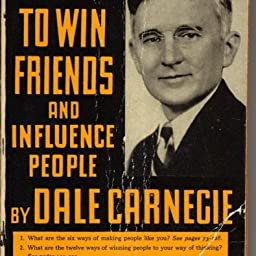 TO WIN
FRIENDS
AND
INFLUENCE
PEOPLE
BY DALE CARNEGIE
1. What are the six ways of making people like you? See pages
2. What are the twelve ways of winning people to your way of thinking?